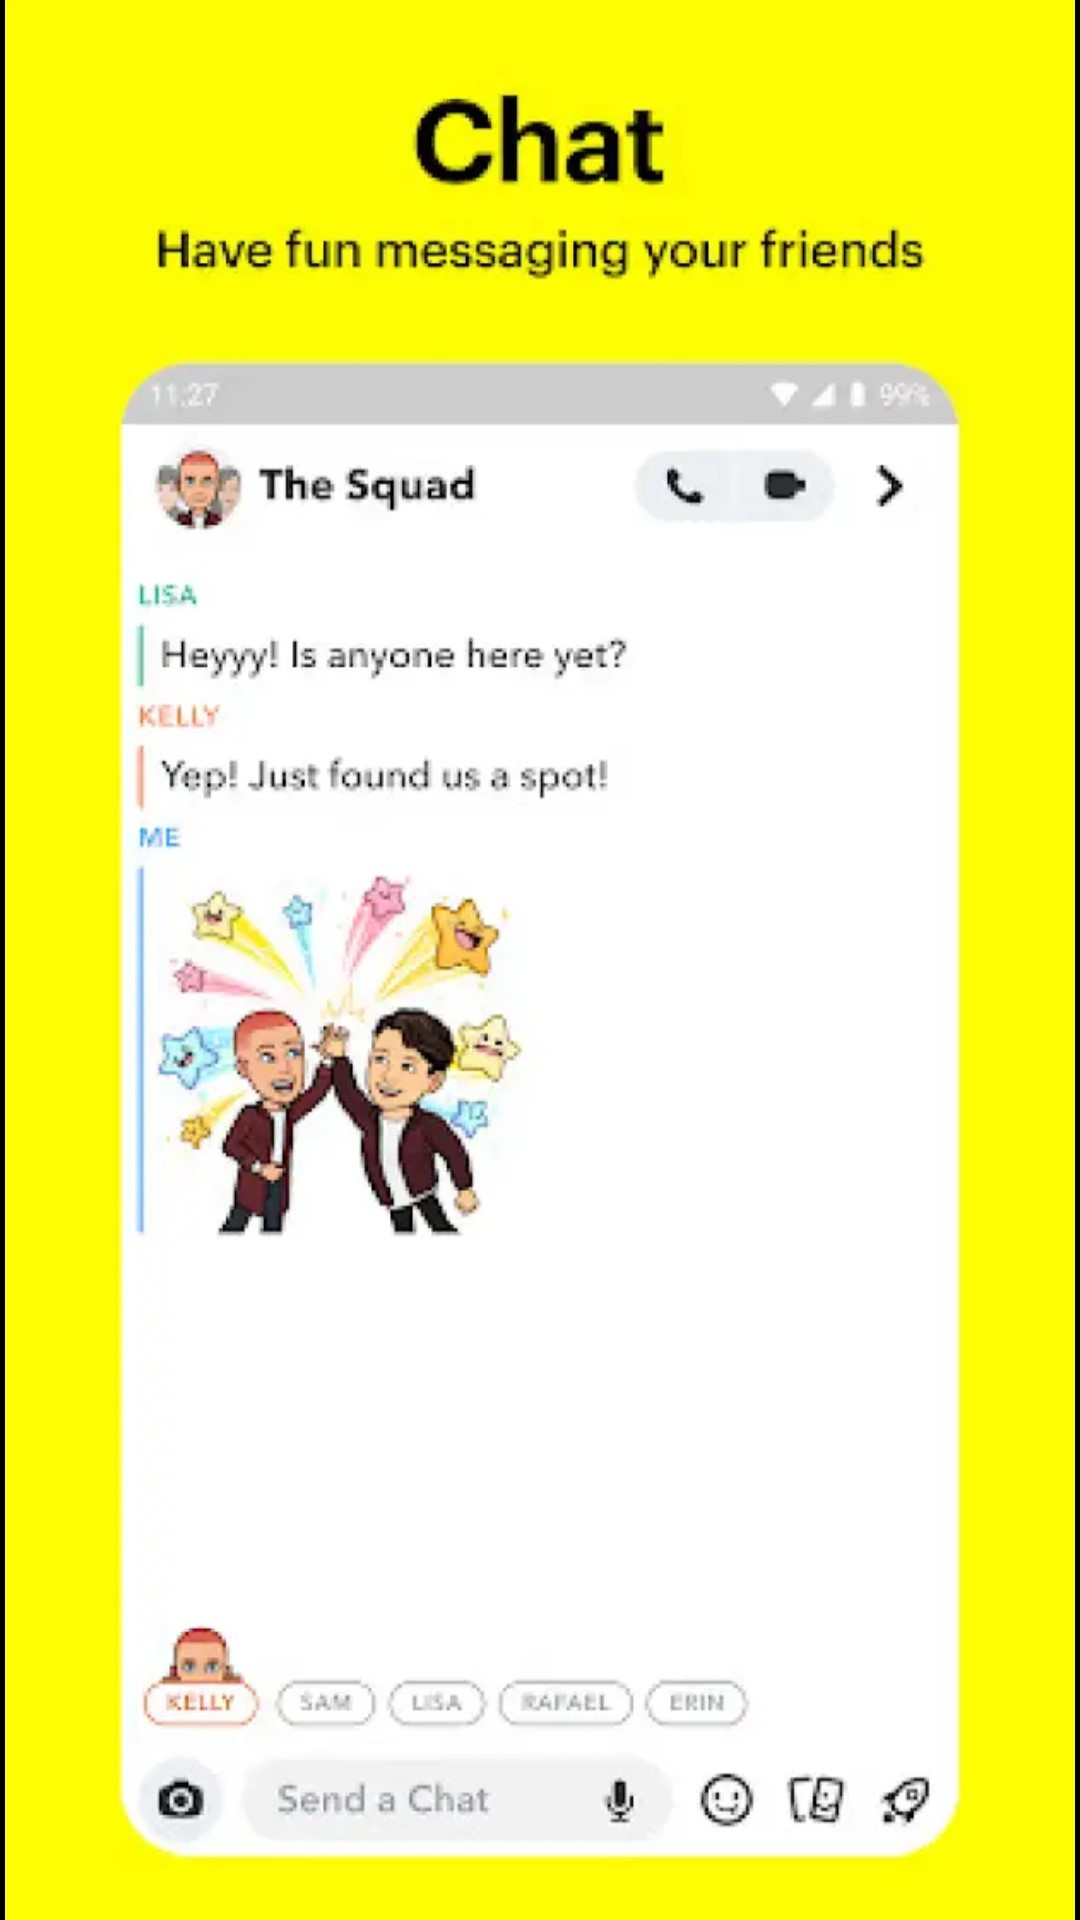 Chat
Have fun messaging your friends
11:27 99%
The Squad
LISA
Heyyy! Is anyone here yet?
KELLY
Yep! Just found us a spot!
ME
KELLY SAM LISA RAFAEL ERIN
Send a Chat